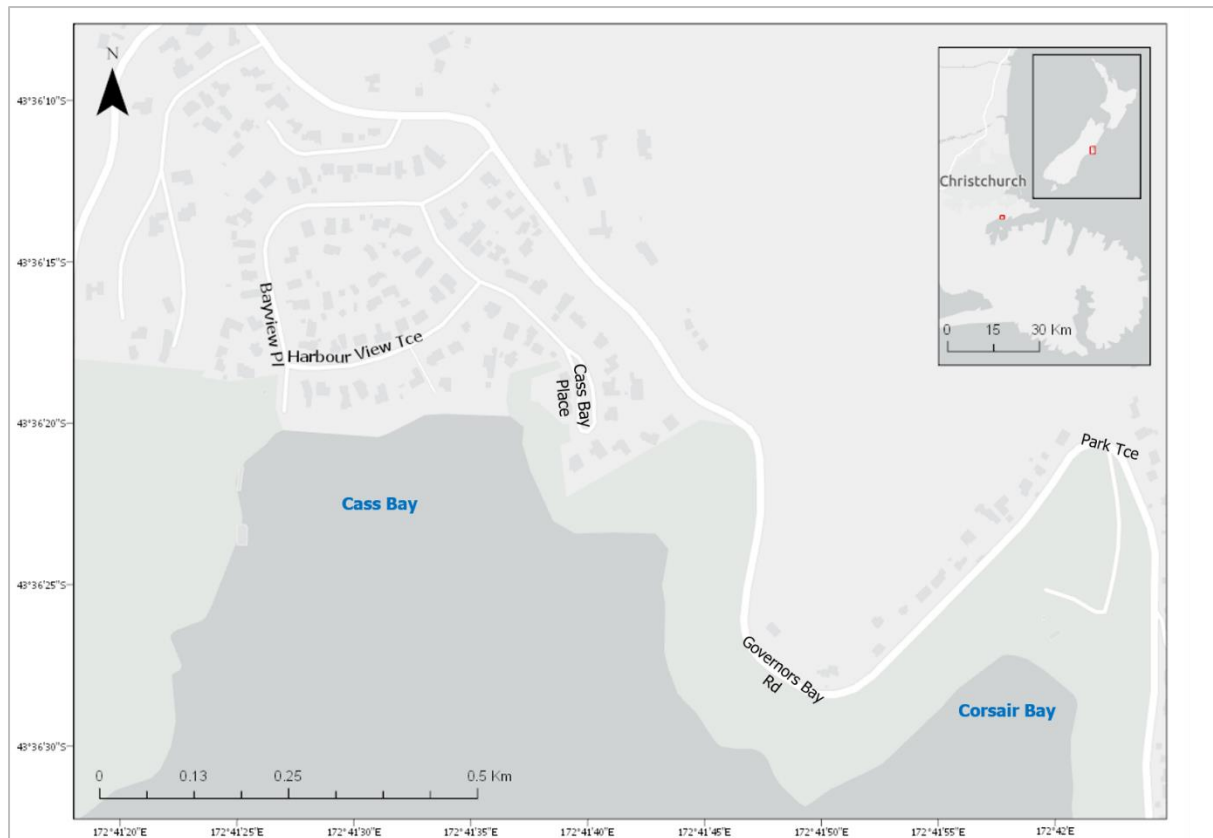 N
43°36'10"S
43°36'15"S
43°36'20"S
43°36'25"S
43°36'30"S
Christchurch
0 15 30 Km
Bayview Pl
Harbour View Tce
Cass Bay
Place
Park Tce
Cass Bay
Governors Bay
Rd
Corsair Bay
0 0.13 0.25 0.5 Km
172°41'20"E 172°41'25"E 172°41'30"E 172°41'35"E 172°41'40"E 172°41'45"E 172°41'50"E 172°41'55"E 172°42'E